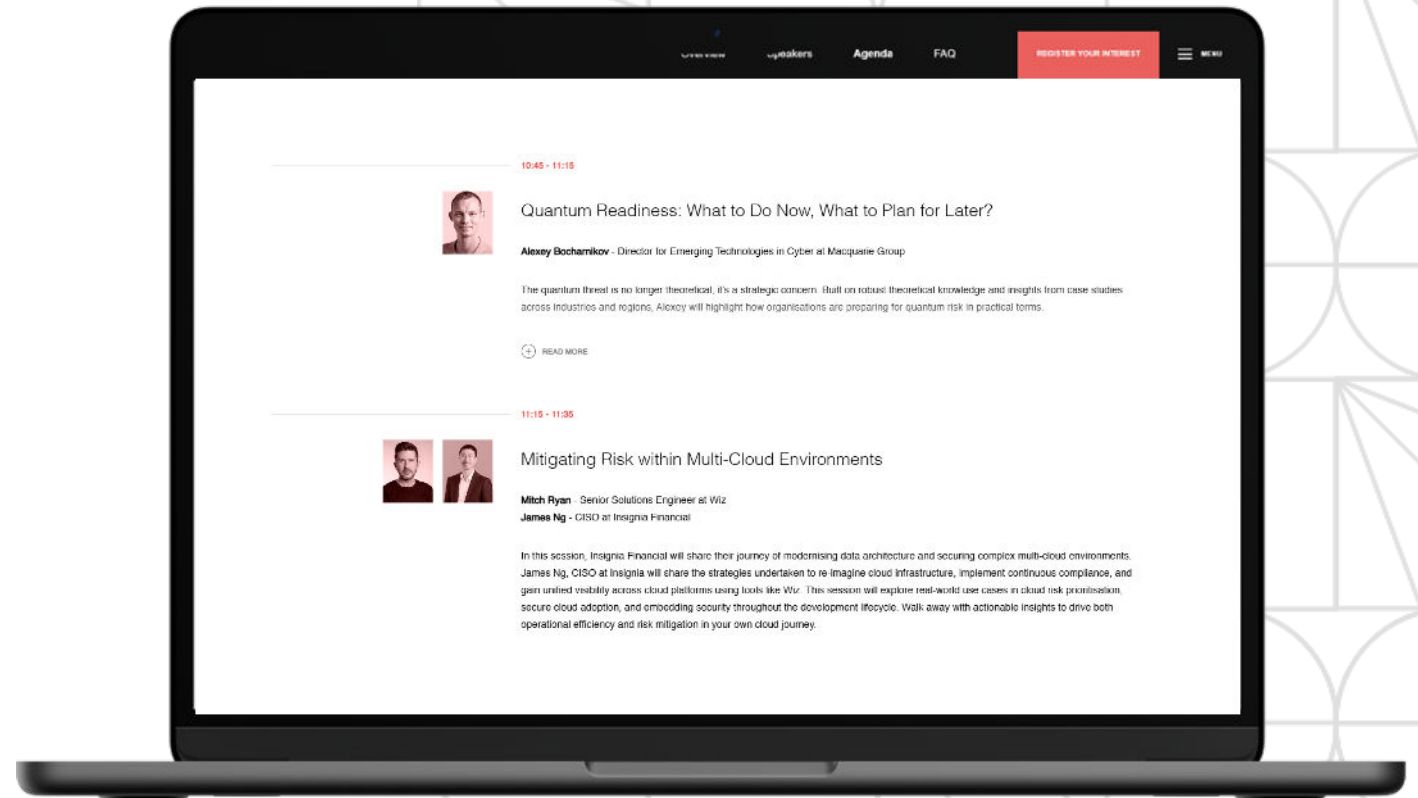 Overview Speakers Agenda FAQ REGISTER YOUR INTEREST MENU
10:45 - 11:15
Quantum Readiness: What to Do Now, What to Plan for Later?
Alexey Bocharnikov - Director for Emerging Technologies in Cyber at Macquarie Group
The quantum threat is no longer theoretical, it's a strategic concern. Built on robust theoretical knowledge and insights from case studies
across industries and regions, Alexey will highlight how organisations are preparing for quantum risk in practical terms.
READ MORE
11:15 - 11:35
Mitigating Risk within Multi-Cloud Environments
Mitch Ryan - Senior Solutions Engineer at Wiz
James Ng - CISO at Insignia Financial
In this session, Insignia Financial will share their journey of modernising data architecture and securing complex multi-cloud environments.
James Ng, CISO at Insignia will share the strategies undertaken to re-imagine cloud infrastructure, implement continuous compliance, and
gain unified visibility across cloud platforms using tools like Wiz. This session will explore real-world use cases in cloud risk prioritisation,
secure cloud adoption, and embedding security throughout the development lifecycle. Walk away with actionable insights to drive both
operational efficiency and risk mitigation in your own cloud journey.